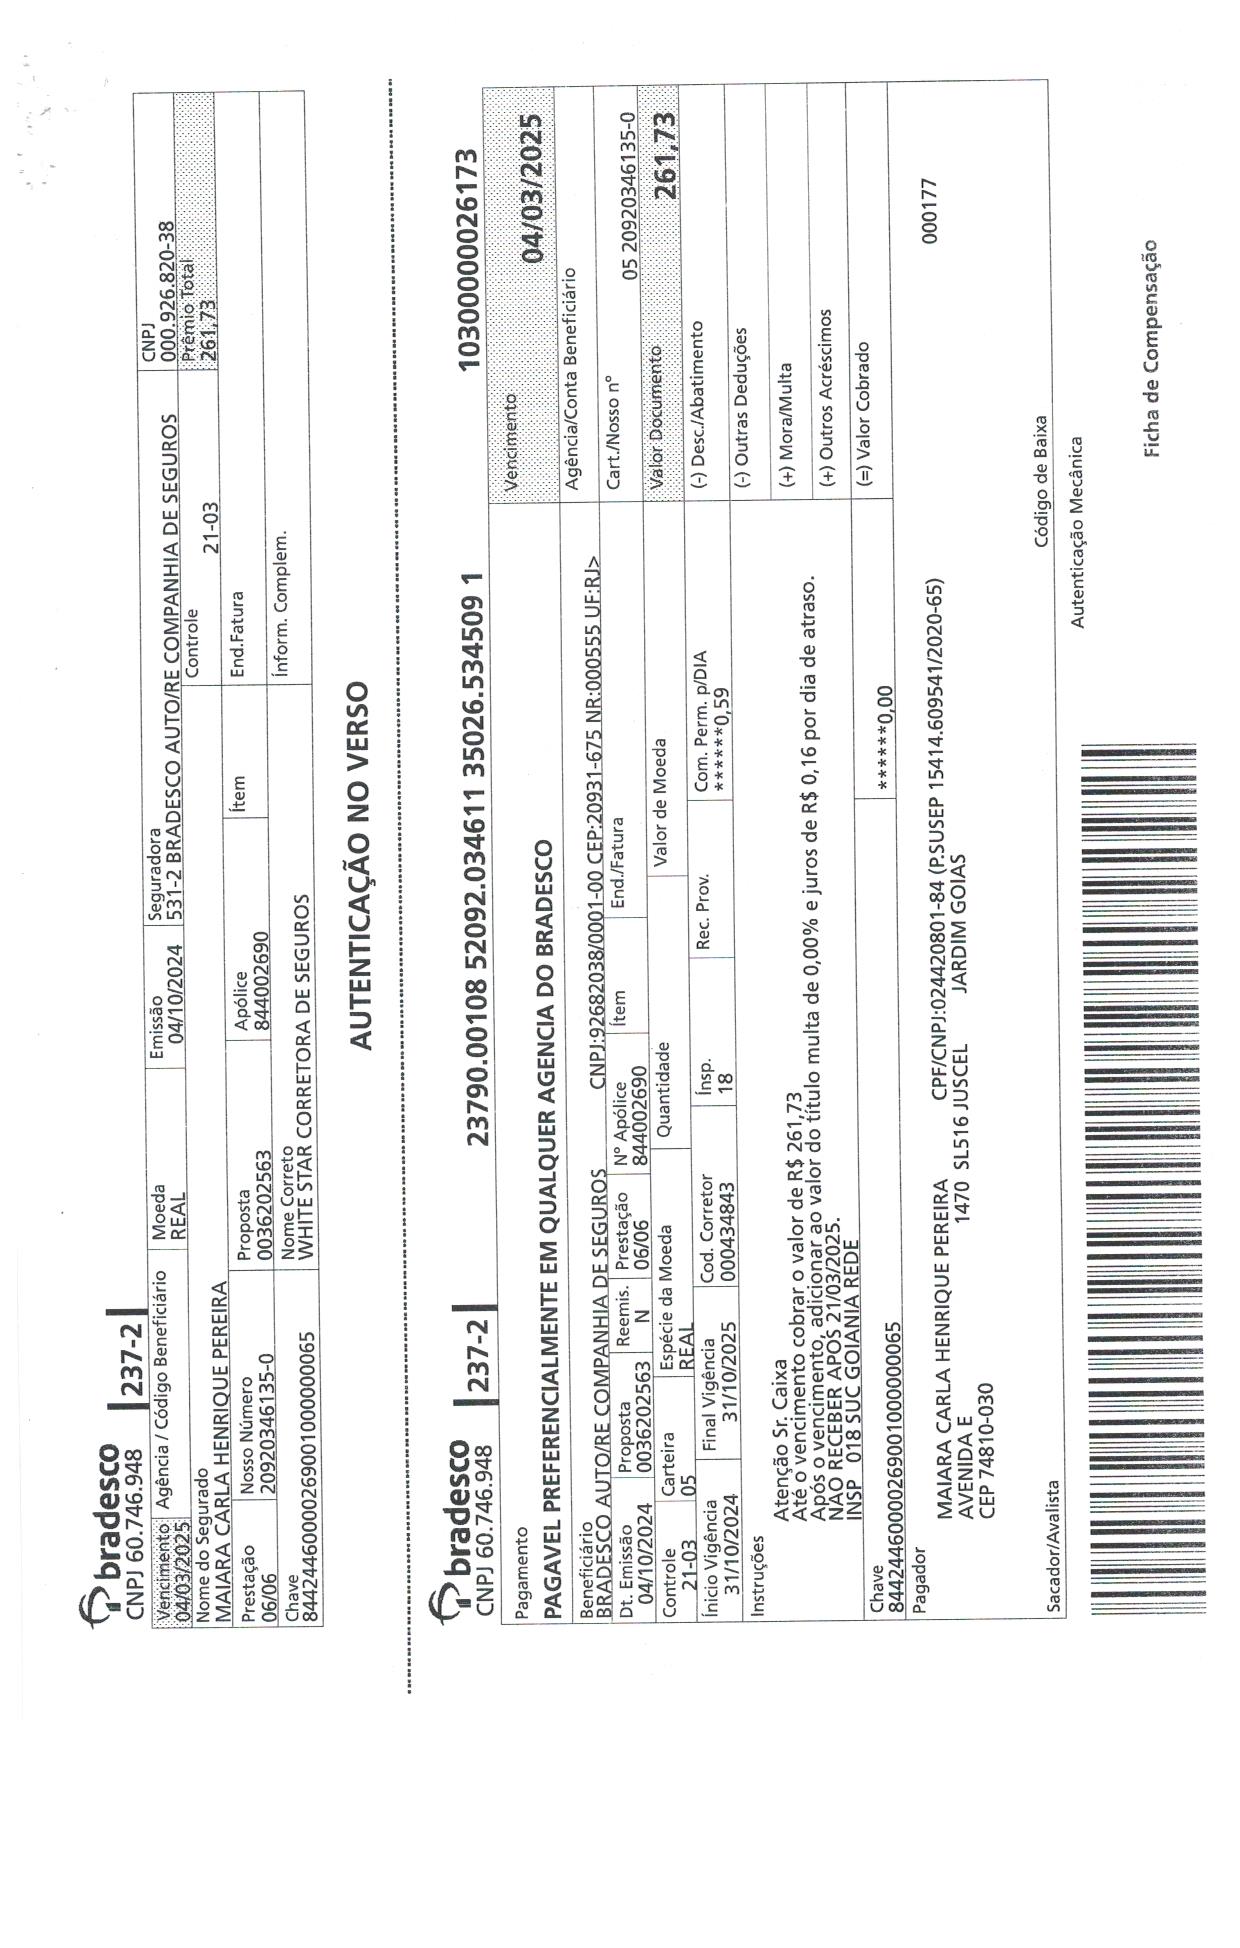 bradesco
CNPJ 60.746.948 237-2
Vencimento Agência / Código Beneficiário Moeda Emissão Seguradora CNPJ
04/03/2025 REAL 04/10/2024 531-2 BRADESCO AUTO/RE COMPANHIA DE SEGUROS 000.926.820-38
Nome do Segurado Controle Prêmio Total
MAIARA CARLA HENRIQUE PEREIRA 21-03 261,73
Prestação Nosso Número Proposta Apólice Ítem End.Fatura
06/06 20920346135-0 0036202563 844002690
Chave Nome Correto Ínform. Complem.
844244600002690010000000065 WHITE STAR CORRETORA DE SEGUROS
AUTENTICAÇÃO NO VERSO
bradesco
CNPJ 60.746.948 237-2 23790.00108 52092.034611 35026.534509 1 10300000026173
Pagamento Vencimento
PAGAVEL PREFERENCIALMENTE EM QUALQUER AGENCIA DO BRADESCO 04/03/2025
Beneficiário Agência/Conta Beneficiário
BRADESCO AUTO/RE COMPANHIA DE SEGUROS CNPJ:92682038/0001-00 CEP:20931-675 NR:000555 UF:RJ>
Dt. Emissão Proposta Reemis. Prestação Nº Apólice Ítem End./Fatura Cart./Nosso nº
04/10/2024 0036202563 N 06/06 844002690 05 20920346135-0
Controle Carteira Espécie da Moeda Quantidade Valor de Moeda Valor Documento
21-03 05 REAL 261,73
Ínicio Vigência Final Vigência Cod. Corretor Ínsp. Rec. Prov. Com. Perm. p/DIA (-) Desc./Abatimento
31/10/2024 31/10/2025 000434843 18 ******0,59
Instruções (-) Outras Deduções
Atenção Sr. Caixa (+) Mora/Multa
Até o vencimento cobrar o valor de R$ 261,73
Após o vencimento, adicionar ao valor do título multa de 0,00% e juros de R$ 0,16 por dia de atraso. (+) Outros Acréscimos
NÃO RECEBER APOS 21/03/2025.
INSP 018 SUC GOIANIA REDE (=) Valor Cobrado
Chave ******0,00
844244600002690010000000065
Pagador
MAIARA CARLA HENRIQUE PEREIRA CPF/CNPJ:024420801-84 (P.SUSEP 15414.609541/2020-65) 000177
AVENIDA E 1470 SL516 JUSCEL JARDIM GOIAS
CEP 74810-030
Sacador/Avalista Código de Baixa
Autenticação Mecânica
Ficha de Compensação